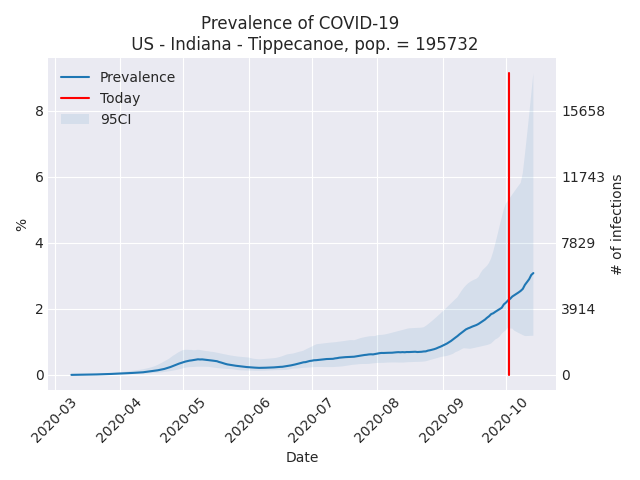 Prevalence of COVID-19
US - Indiana - Tippecanoe, pop. = 195732
Prevalence
Today
95CI
8
6
4
2
0
%
15658
11743
7829
3914
0
# of infections
2020-03
2020-04
2020-05
2020-06
2020-07
2020-08
2020-09
2020-10
Date